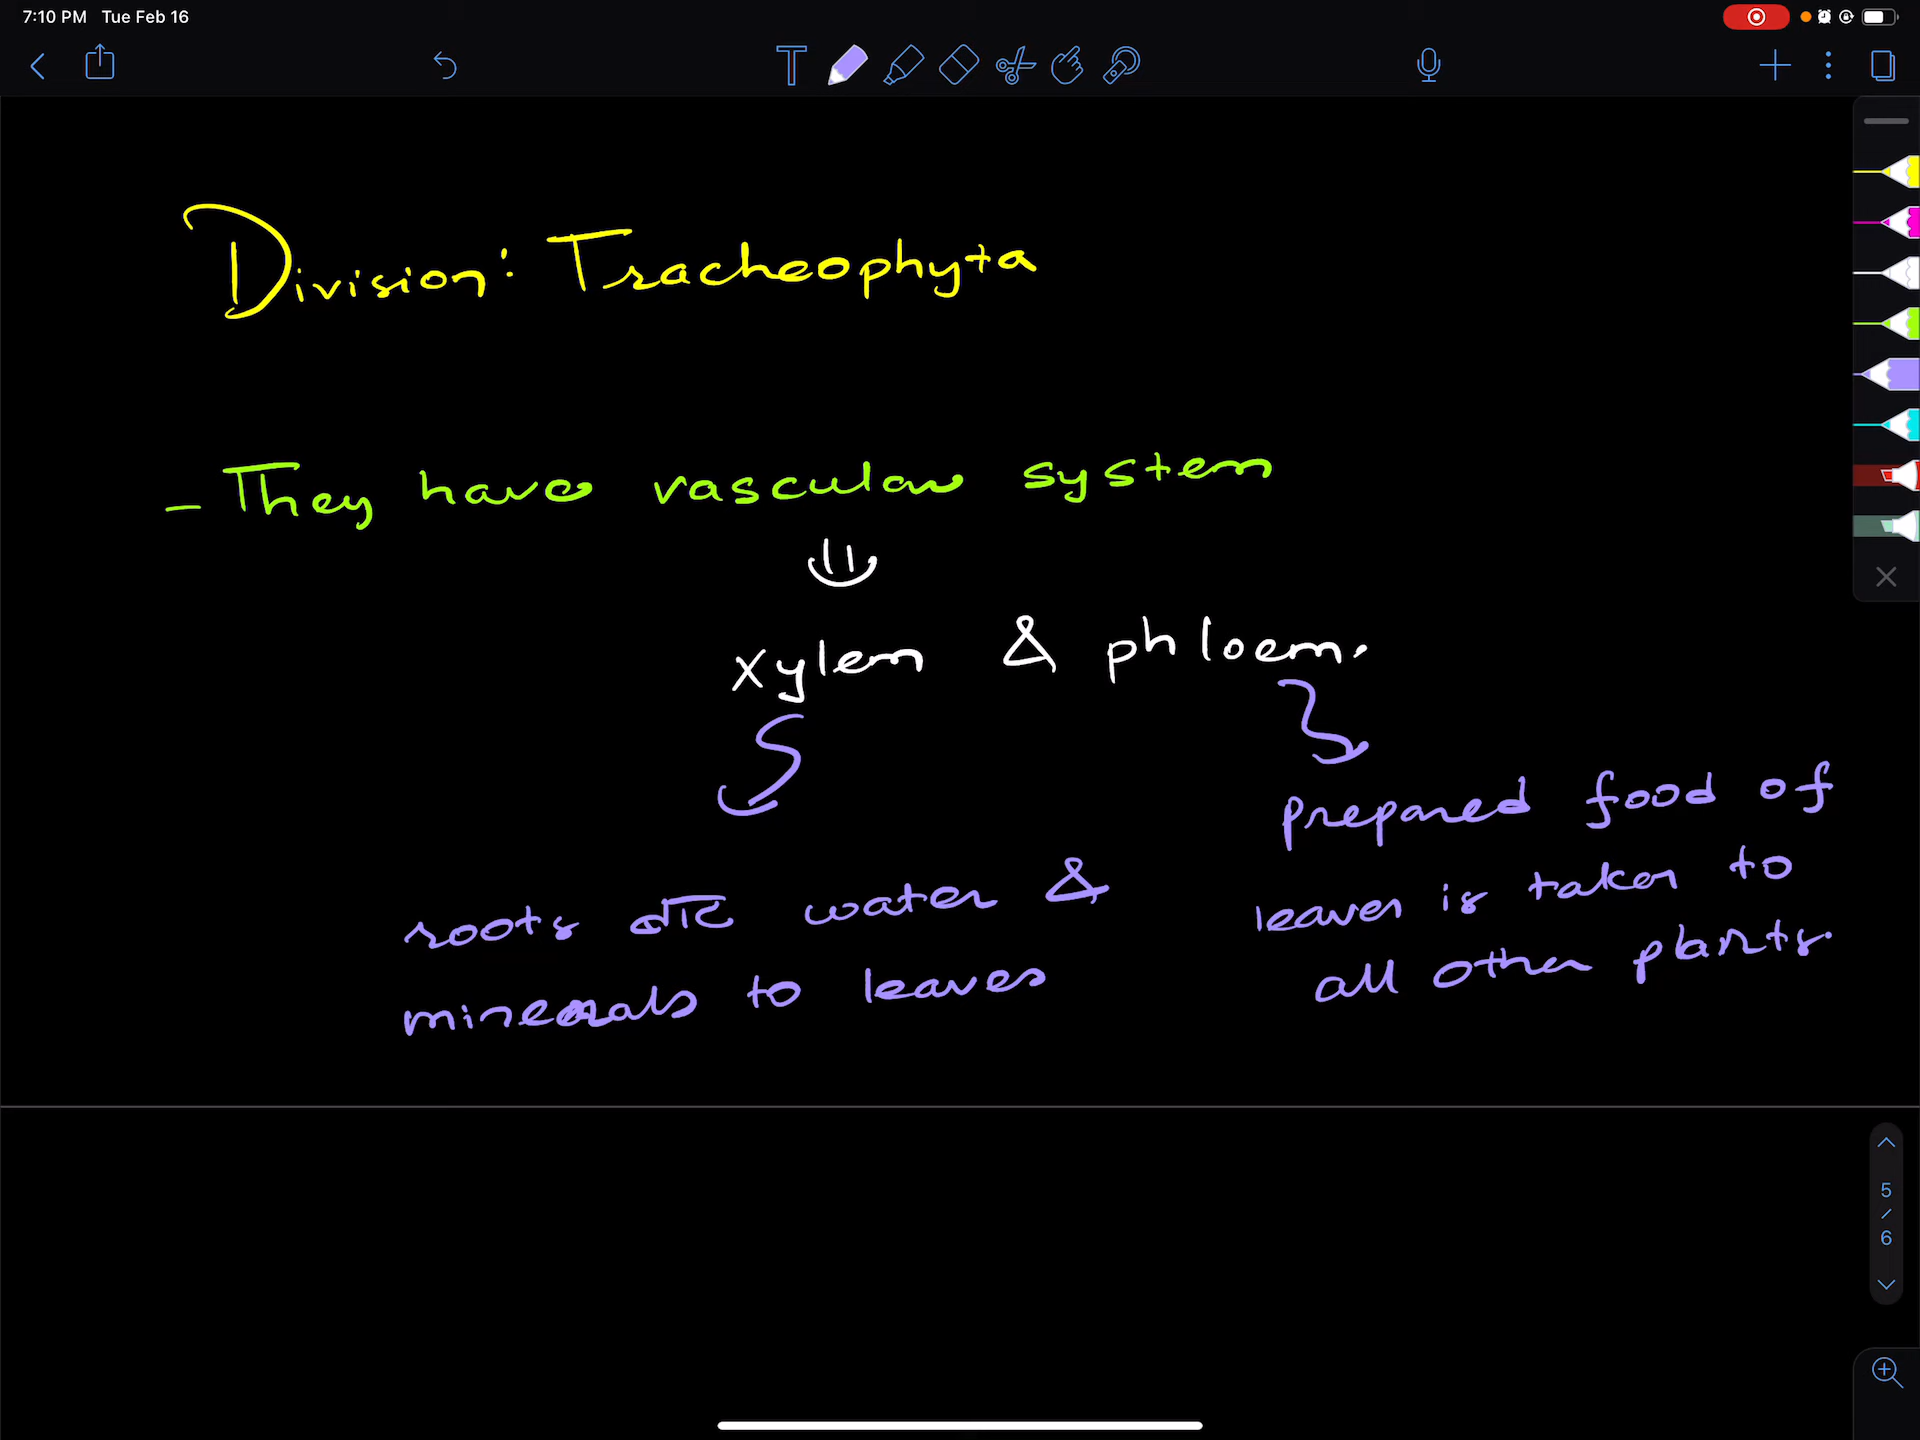 7:10 PM Tue Feb 16
Division: Tracheophyta
- They have vascular system
xylem & phloem.
roots बाट water &
minerals to leaves
prepared food of
leaves is taken to
all other plants.
5
/
6